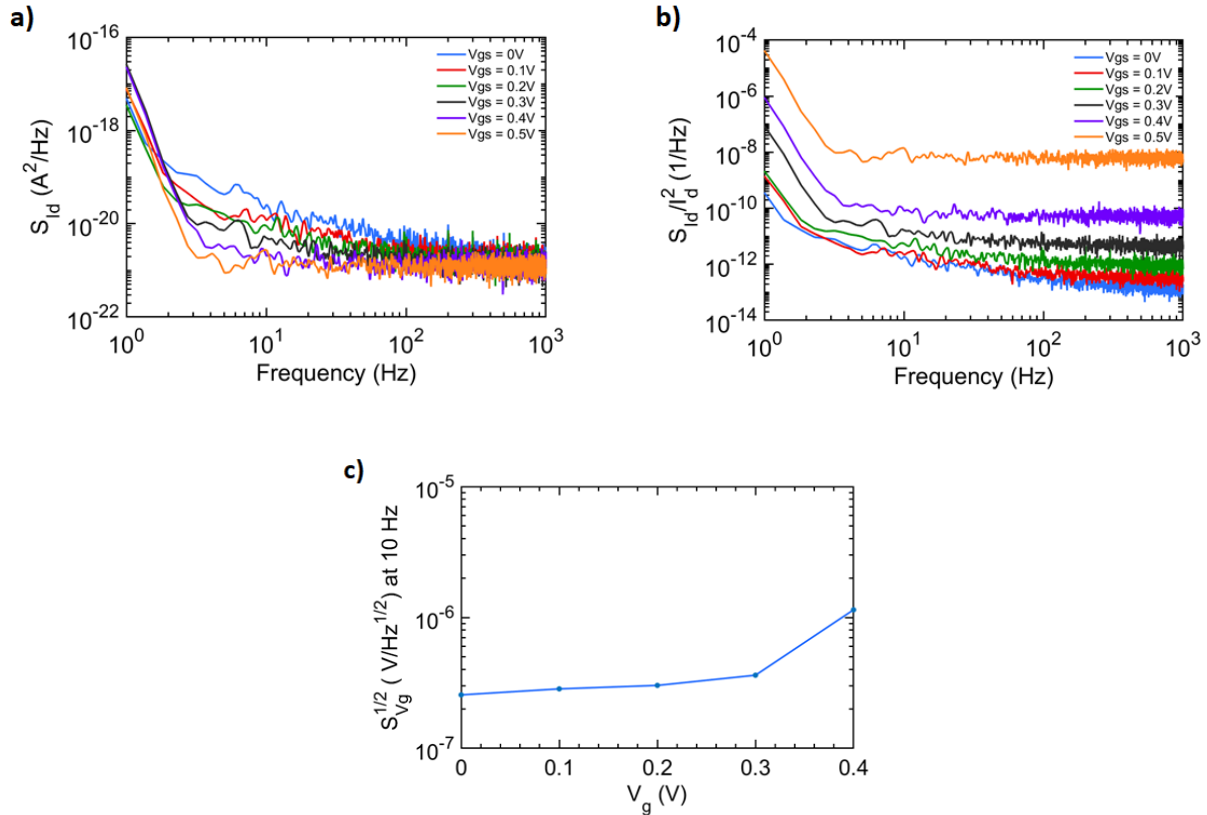 a)
S_Id (A^2/Hz)
10^-16
10^-18
10^-20
10^-22
Vgs = 0V
Vgs = 0.1V
Vgs = 0.2V
Vgs = 0.3V
Vgs = 0.4V
Vgs = 0.5V
10^0 10^1 10^2 10^3
Frequency (Hz)
b)
S_Id/I_d^2 (1/Hz)
10^-4
10^-6
10^-8
10^-10
10^-12
10^-14
Vgs = 0V
Vgs = 0.1V
Vgs = 0.2V
Vgs = 0.3V
Vgs = 0.4V
Vgs = 0.5V
10^0 10^1 10^2 10^3
Frequency (Hz)
c)
S_Vg^1/2 ( V/Hz^1/2) at 10 Hz
10^-5
10^-6
10^-7
0 0.1 0.2 0.3 0.4
V_g (V)